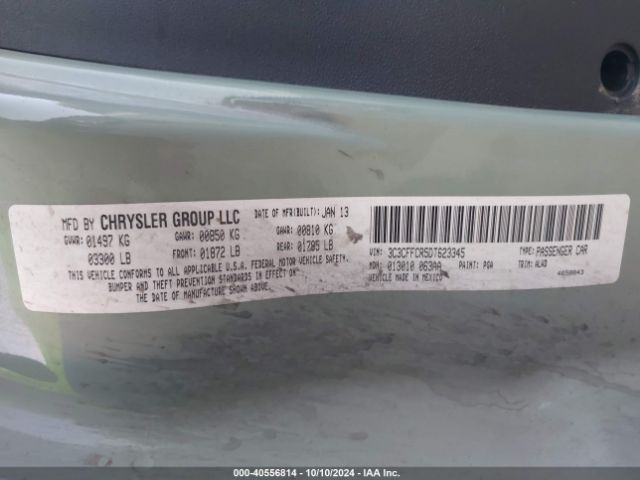 MFD BY CHRYSLER GROUP LLC DATE OF MFR(BUILT): JAN 13
GVWR: 01497 KG GAWR: 00850 KG GAWR: 00810 KG
03300 LB FRONT: 01872 LB REAR: 01785 LB
THIS VEHICLE CONFORMS TO ALL APPLICABLE U.S.A. FEDERAL MOTOR VEHICLE SAFETY,
BUMPER AND THEFT PREVENTION STANDARDS IN EFFECT ON THE
DATE OF MANUFACTURE SHOWN ABOVE.
VIN: 3C3CFFCR5DT623345 TYPE: PASSENGER CAR
MDH: 013010 063AA PAINT: PGA TRIM: ALA8
VEHICLE MADE IN MEXICO 4658043
000-40556814 - 10/10/2024 - IAA Inc.